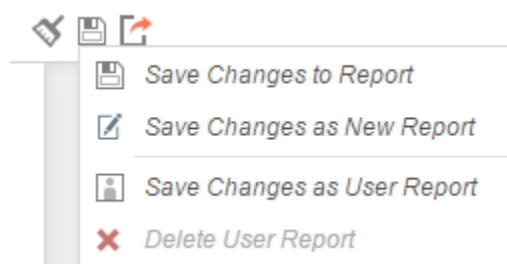 Save Changes to Report
Save Changes as New Report
Save Changes as User Report
Delete User Report